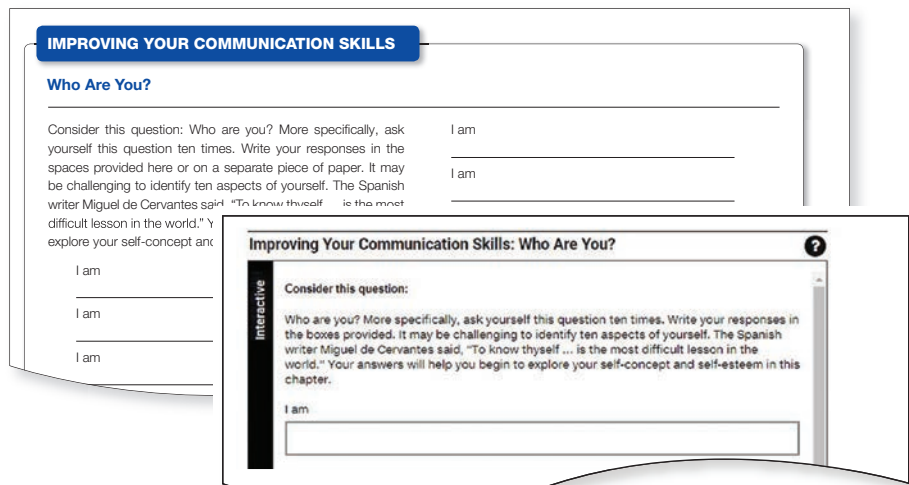 IMPROVING YOUR COMMUNICATION SKILLS
Who Are You?
Consider this question: Who are you? More specifically, ask
yourself this question ten times. Write your responses in the
spaces provided here or on a separate piece of paper. It may
be challenging to identify ten aspects of yourself. The Spanish
writer Miguel de Cervantes said, “To know thyself ... is the most
difficult lesson in the world.” Y
explore your self-concept and
I am
I am
I am
I am
I am
Improving Your Communication Skills: Who Are You?
?
Interactive
Consider this question:
Who are you? More specifically, ask yourself this question ten times. Write your responses in
the boxes provided. It may be challenging to identify ten aspects of yourself. The Spanish
writer Miguel de Cervantes said, "To know thyself ... is the most difficult lesson in the
world." Your answers will help you begin to explore your self-concept and self-esteem in this
chapter.
I am